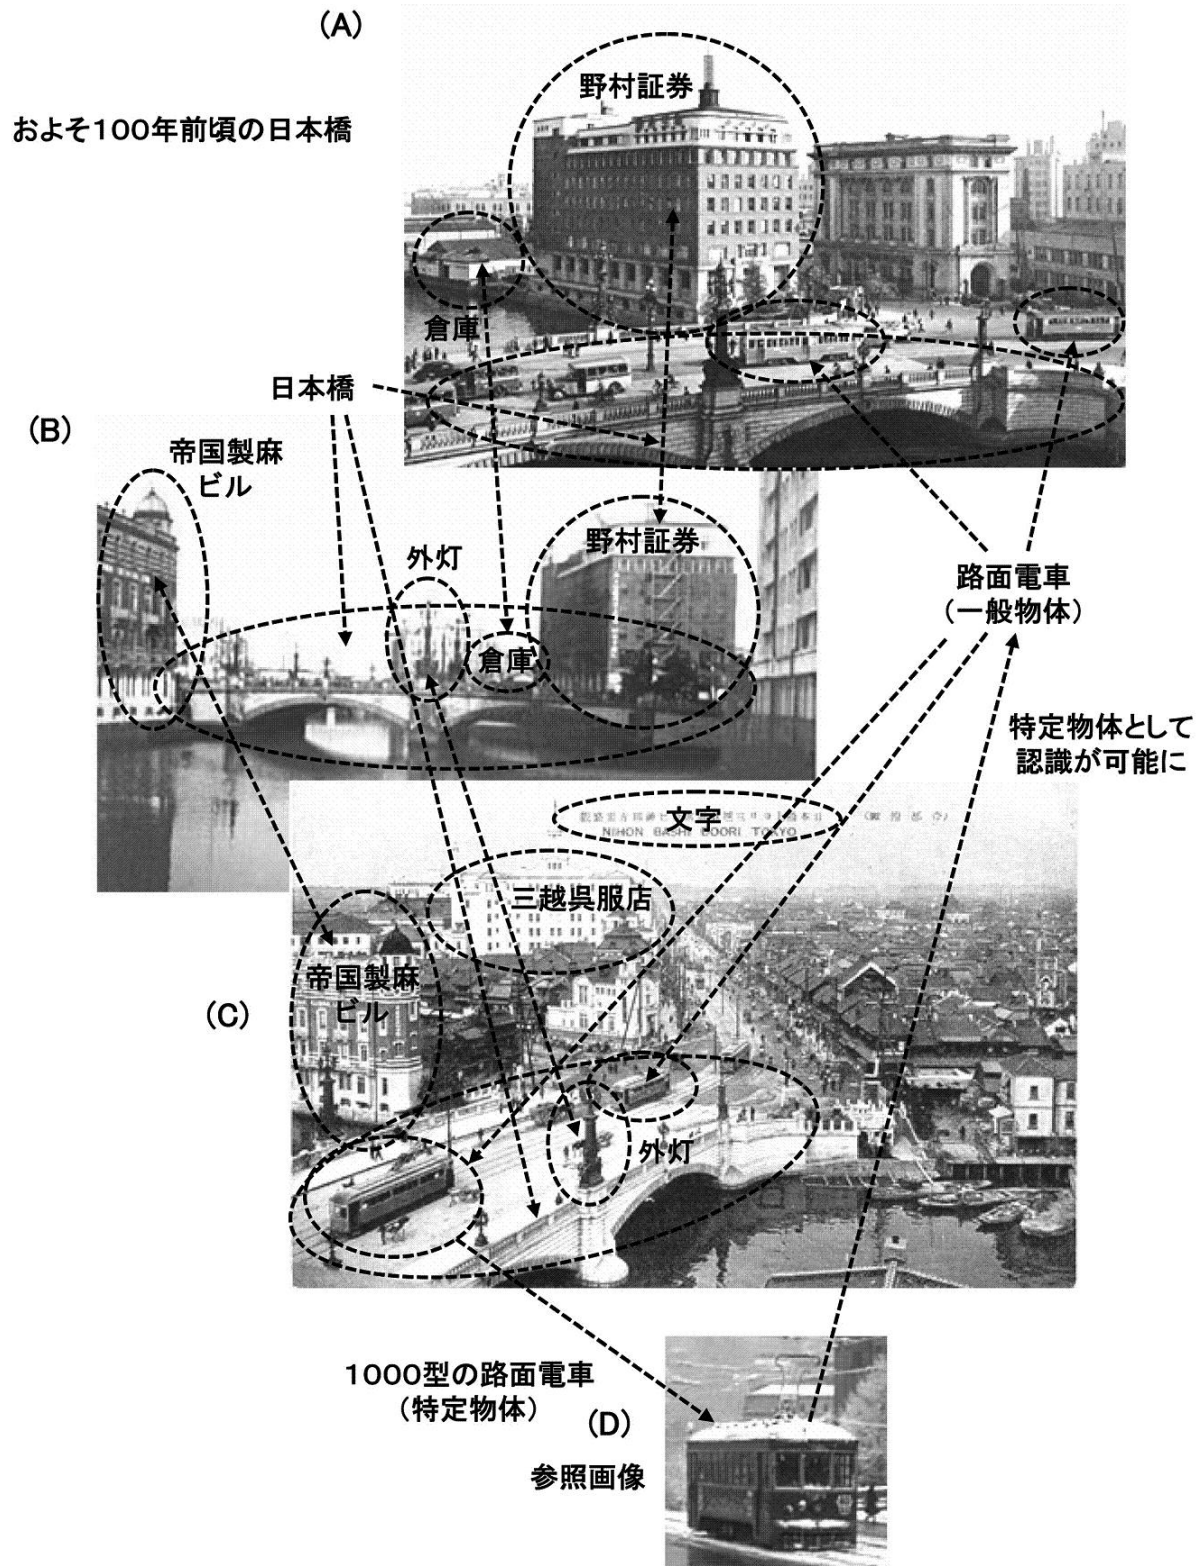 (A)
野村証券
およそ100年前頃の日本橋
倉庫
日本橋
(B)
帝国製麻
ビル
外灯
野村証券
倉庫
路面電車
(一般物体)
特定物体として
認識が可能に
文字
NIHON BASHI DOORI TOKYO
三越呉服店
帝国製麻
ビル
(C)
外灯
1000型の路面電車
(特定物体)
(D)
参照画像